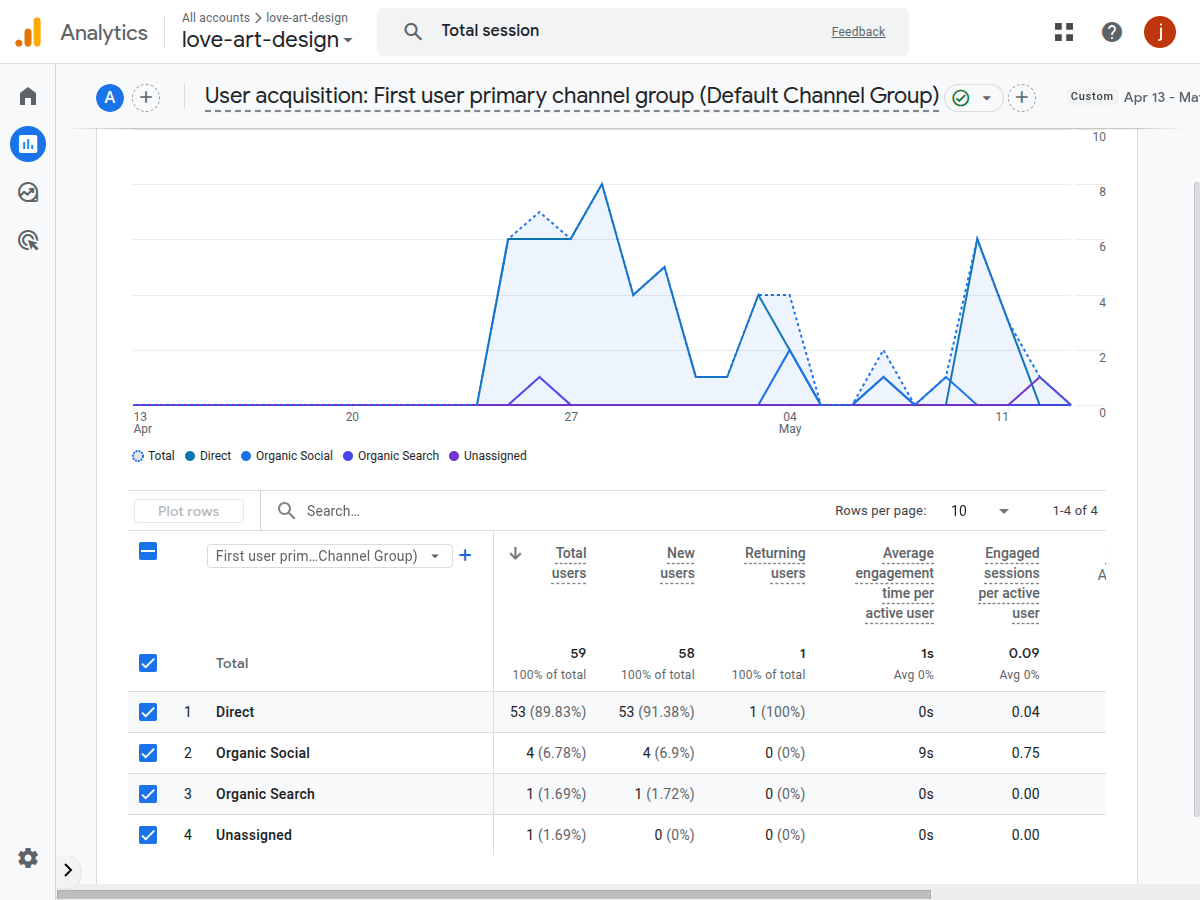 Analytics
All accounts > love-art-design
love-art-design
Total session
Feedback
j
A
User acquisition: First user primary channel group (Default Channel Group)
Custom
Apr 13 - Ma
10
8
6
4
2
0
13
Apr
20
27
04
May
11
Total
Direct
Organic Social
Organic Search
Unassigned
Plot rows
Search…
Rows per page:
10
1-4 of 4
First user prim…Channel Group)
Total
users
New
users
Returning
users
Average
engagement
time per
active user
Engaged
sessions
per active
user
A
Total
59
58
1
1s
0.09
100% of total
100% of total
100% of total
Avg 0%
Avg 0%
1 Direct 53 (89.83%) 53 (91.38%) 1 (100%) 0s 0.04
2 Organic Social 4 (6.78%) 4 (6.9%) 0 (0%) 9s 0.75
3 Organic Search 1 (1.69%) 1 (1.72%) 0 (0%) 0s 0.00
4 Unassigned 1 (1.69%) 0 (0%) 0 (0%) 0s 0.00